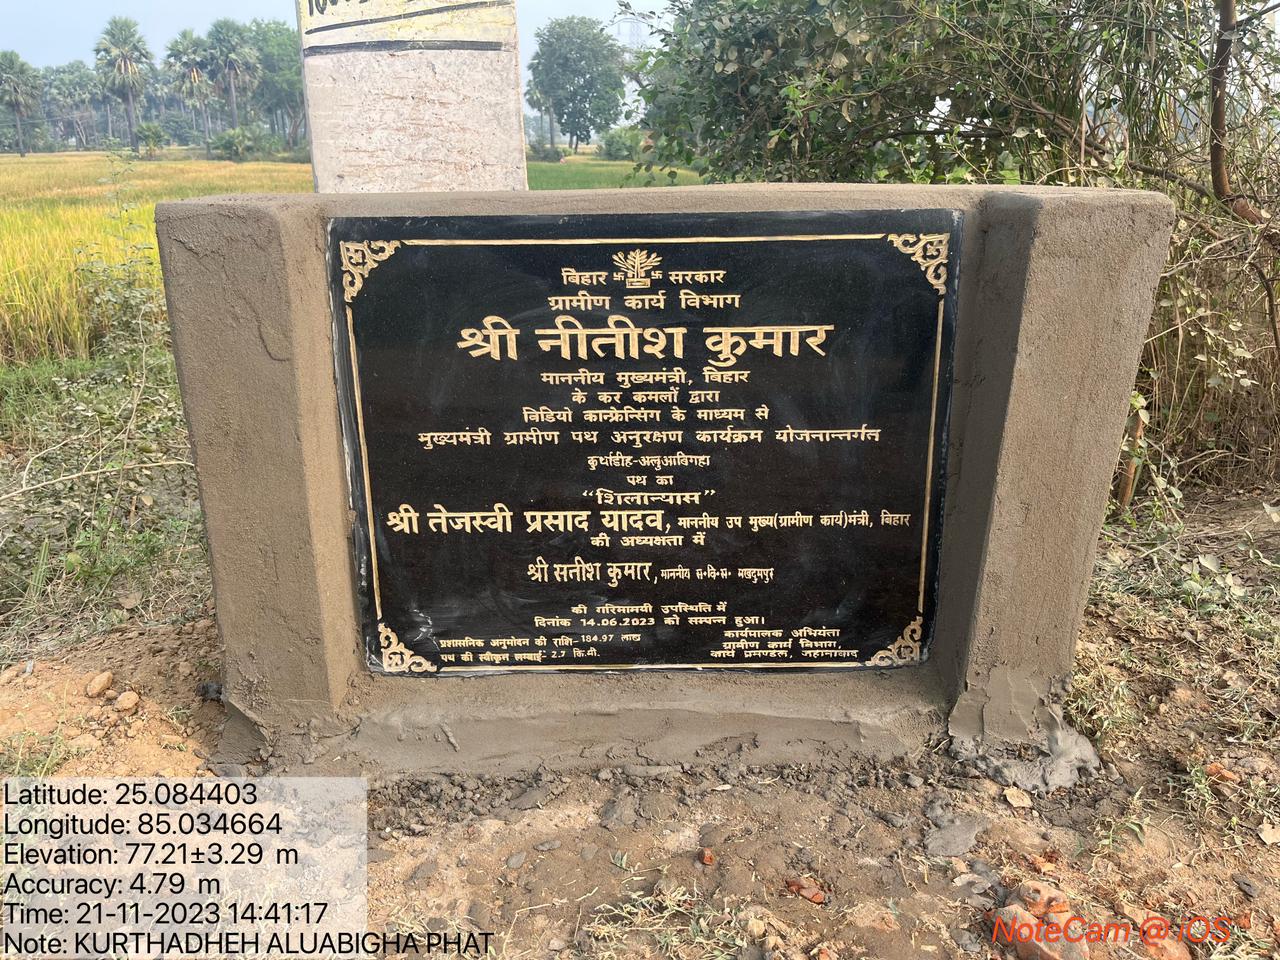 बिहार सरकार
ग्रामीण कार्य विभाग
श्री नीतीश कुमार
माननीय मुख्यमंत्री, बिहार
के कर कमलों द्वारा
विडियो कान्फ्रेन्सिंग के माध्यम से
मुख्यमंत्री ग्रामीण पथ अनुरक्षण कार्यक्रम योजनान्तर्गत
कुर्थाडीह-अलुआबिगहा
पथ का
“शिलान्यास”
श्री तेजस्वी प्रसाद यादव, माननीय उप मुख्य(ग्रामीण कार्य)मंत्री, बिहार
की अध्यक्षता में
श्री सतीश कुमार, माननीय स॰वि॰स॰ मखदुमपुर
की गरिमामयी उपस्थिति में
दिनांक 14.06.2023 को सम्पन्न हुआ।
प्रशासनिक अनुमोदन की राशि-184.97 लाख
पथ की स्वीकृत लम्बाई- 2.7 कि.मी.
कार्यपालक अभियंता
ग्रामीण कार्य विभाग,
कार्य प्रमण्डल, जहानाबाद
Latitude: 25.084403
Longitude: 85.034664
Elevation: 77.21±3.29 m
Accuracy: 4.79 m
Time: 21-11-2023 14:41:17
Note: KURTHADHEH ALUABIGHA PHAT
NoteCam @ iOS